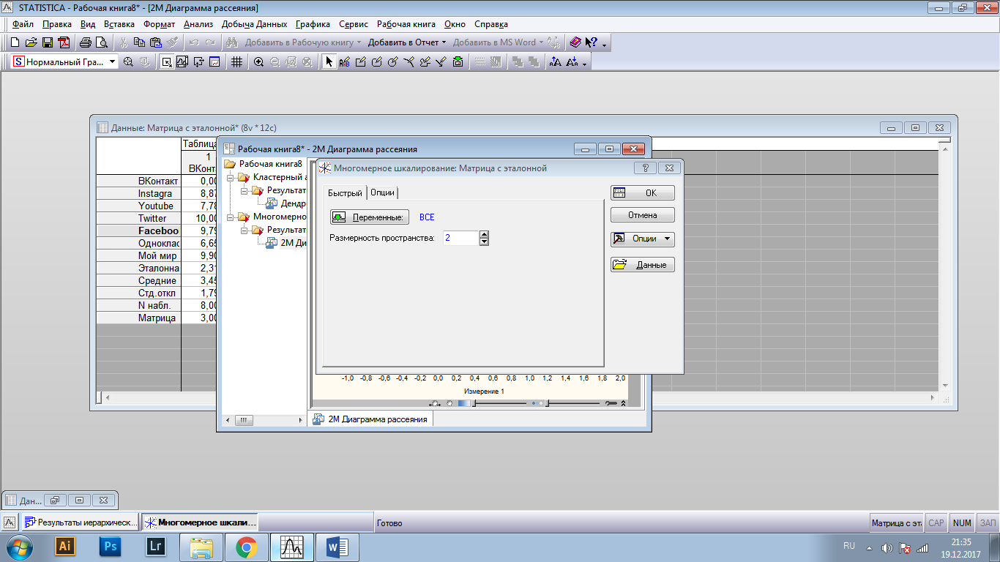 STATISTICA - Рабочая книга8* - [2М Диаграмма рассеяния]
Файл Правка Вид Вставка Формат Анализ Добыча Данных Графика Сервис Рабочая книга Окно Справка
Добавить в Рабочую книгу Добавить в Отчет Добавить в MS Word
Нормальный Гра...
Данные: Матрица с эталонной* (8v * 12c)
Таблица
1
ВКонт
ВКонтакт 0,00
Instagra 8,87
Youtube 7,78
Twitter 10,00
Faceboo 9,79
Одноклас 6,65
Мой мир 9,90
Эталонна 2,31
Средние 3,45
Стд.откл 1,79
N набл. 8,00
Матрица 3,00
Рабочая книга8* - 2М Диаграмма рассеяния
Рабочая книга8
Кластерный а
Результат
Дендр
Многомерно
Результат
2М Ди
Многомерное шкалирование: Матрица с эталонной
Быстрый Опции
Переменные: ВСЕ
Размерность пространства: 2
OK
Отмена
Опции
Данные
-1,0 -0,8 -0,6 -0,4 -0,2 0,0 0,2 0,4 0,6 0,8 1,0 1,2 1,4 1,6 1,8 2,0
Измерение 1
2М Диаграмма рассеяния
Дан...
Результаты иерархическ... Многомерное шкали... Готово Матрица с эт CAP NUM ЗАП
Ai Ps Lr W RU 21:35
19.12.2017